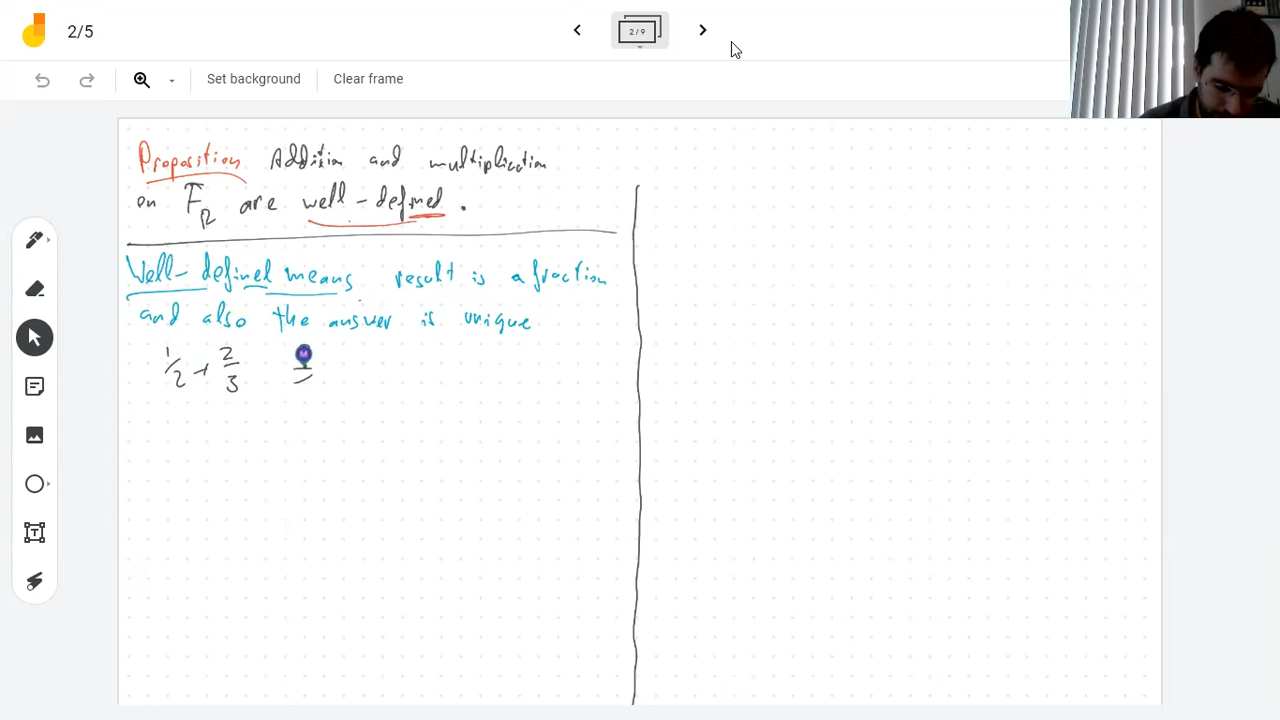 2/5
2 / 9
Set background
Clear frame
Proposition Addition and multiplication
on F_R are well-defined.
Well-defined means result is a fraction
and also the answer is unique
1/2 + 2/3
M